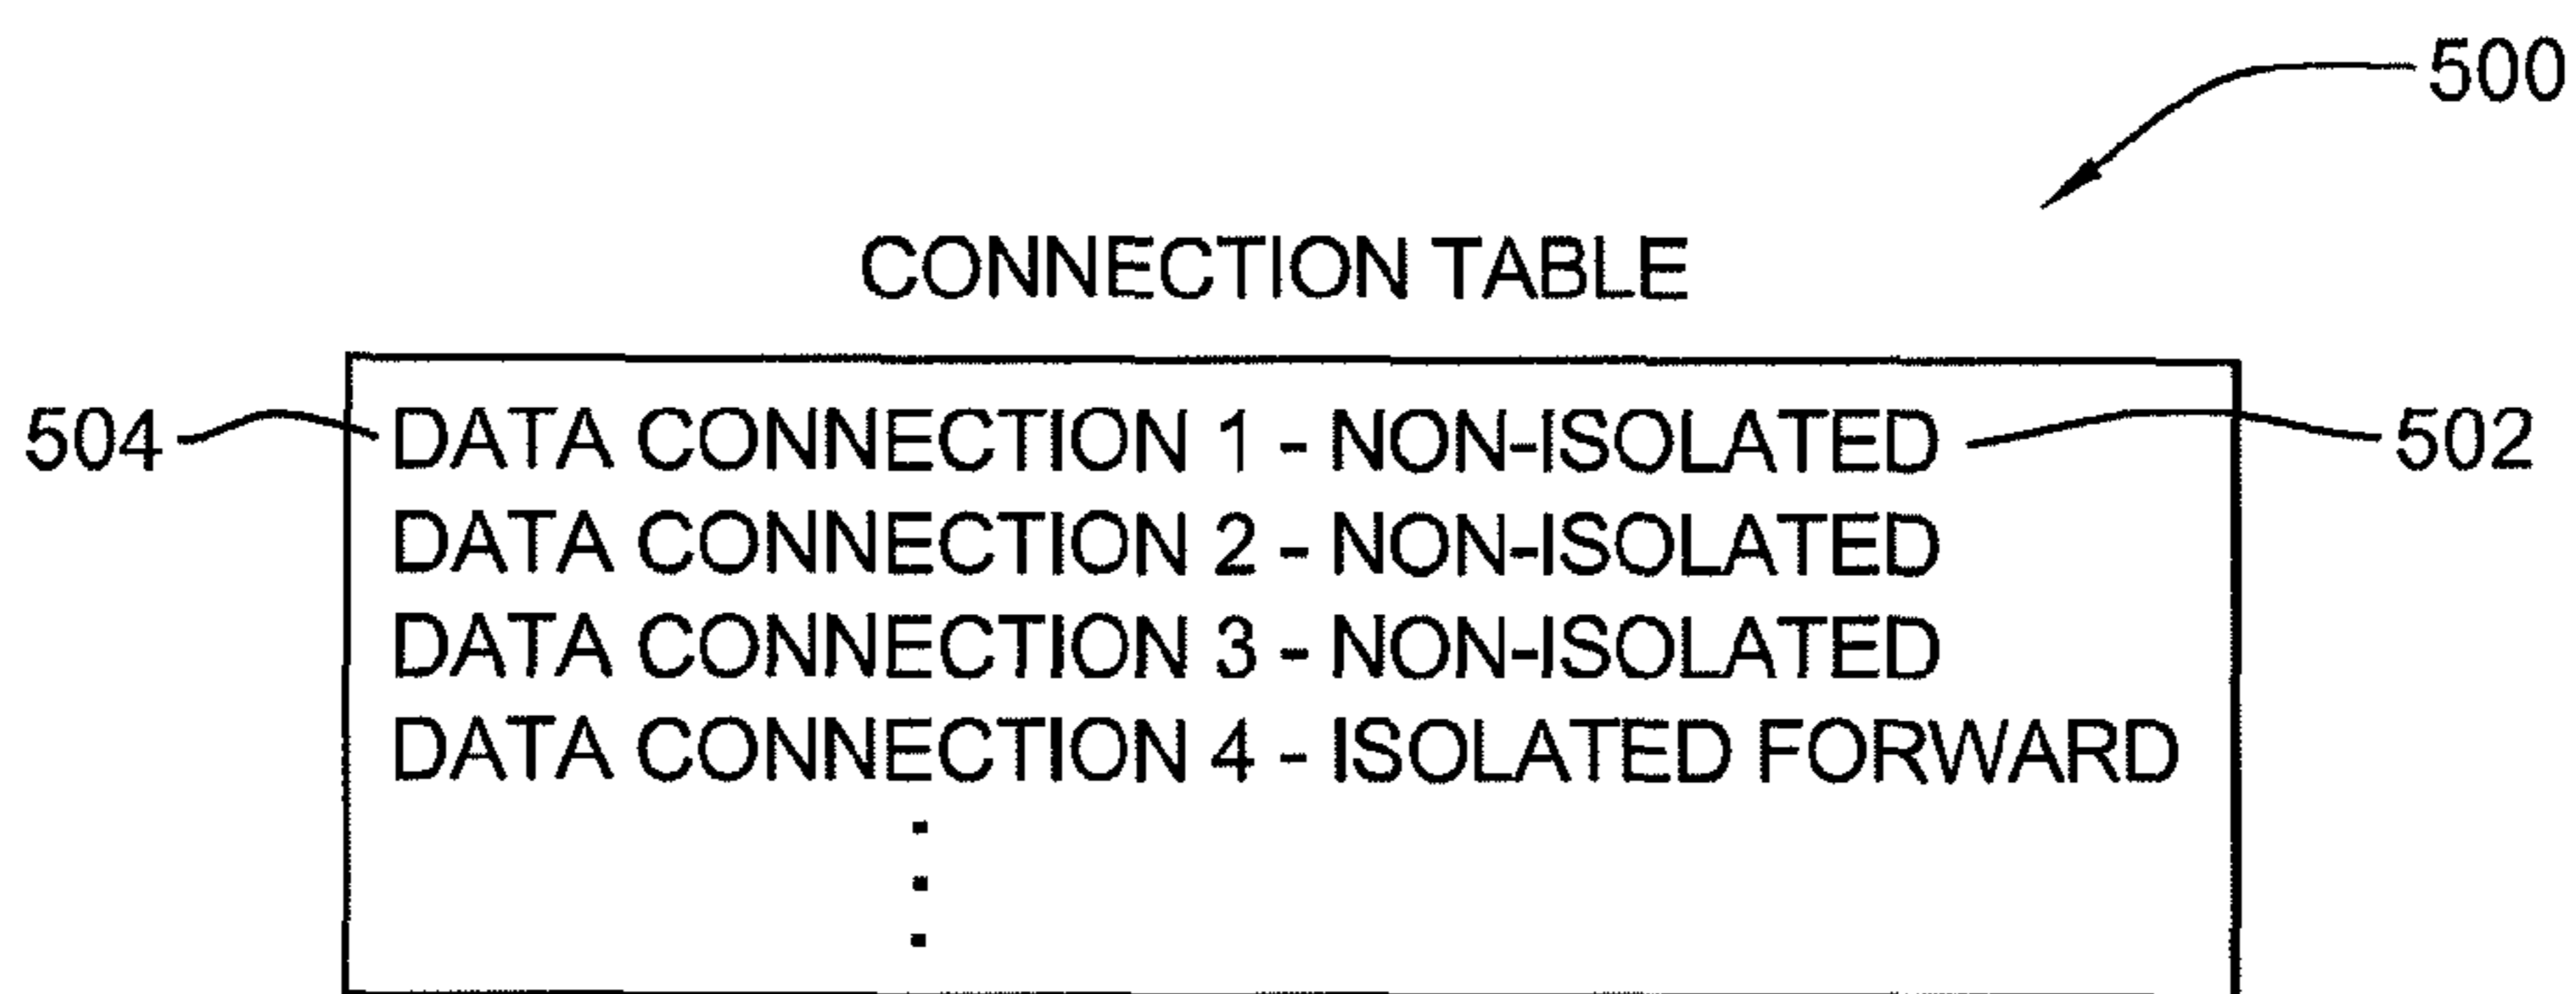 500
CONNECTION TABLE
504 DATA CONNECTION 1 - NON-ISOLATED 502
DATA CONNECTION 2 - NON-ISOLATED
DATA CONNECTION 3 - NON-ISOLATED
DATA CONNECTION 4 - ISOLATED FORWARD